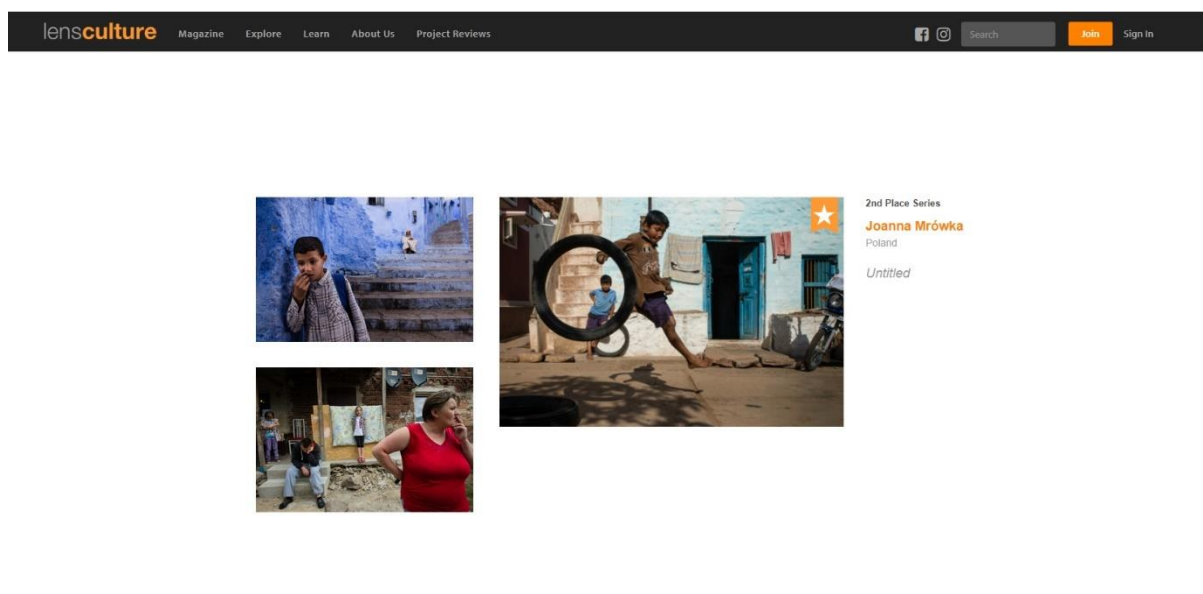 lensculture Magazine Explore Learn About Us Project Reviews Search Join Sign In
2nd Place Series
Joanna Mrówka
Poland
Untitled